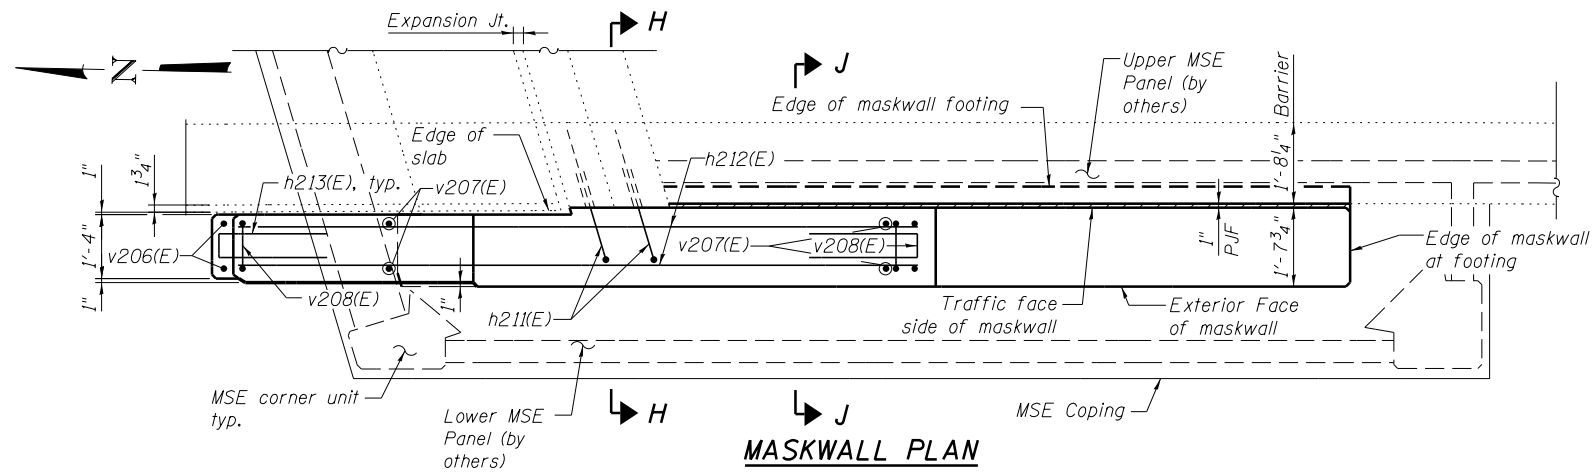 Expansion Jt.
H
N
J
Upper MSE
Panel (by
others)
1'-8¼" Barrier
Edge of maskwall footing
Edge of
slab
1"
1¾"
h213(E), typ.
v207(E)
h212(E)
1'-4"
v206(E)
v207(E)
v208(E)
1"
PJF
1'-7¾"
Edge of maskwall
at footing
1"
v208(E)
1"
h211(E)
Traffic face
side of maskwall
Exterior Face
of maskwall
MSE corner unit
typ.
Lower MSE
Panel (by
others)
H
J
MSE Coping
MASKWALL PLAN